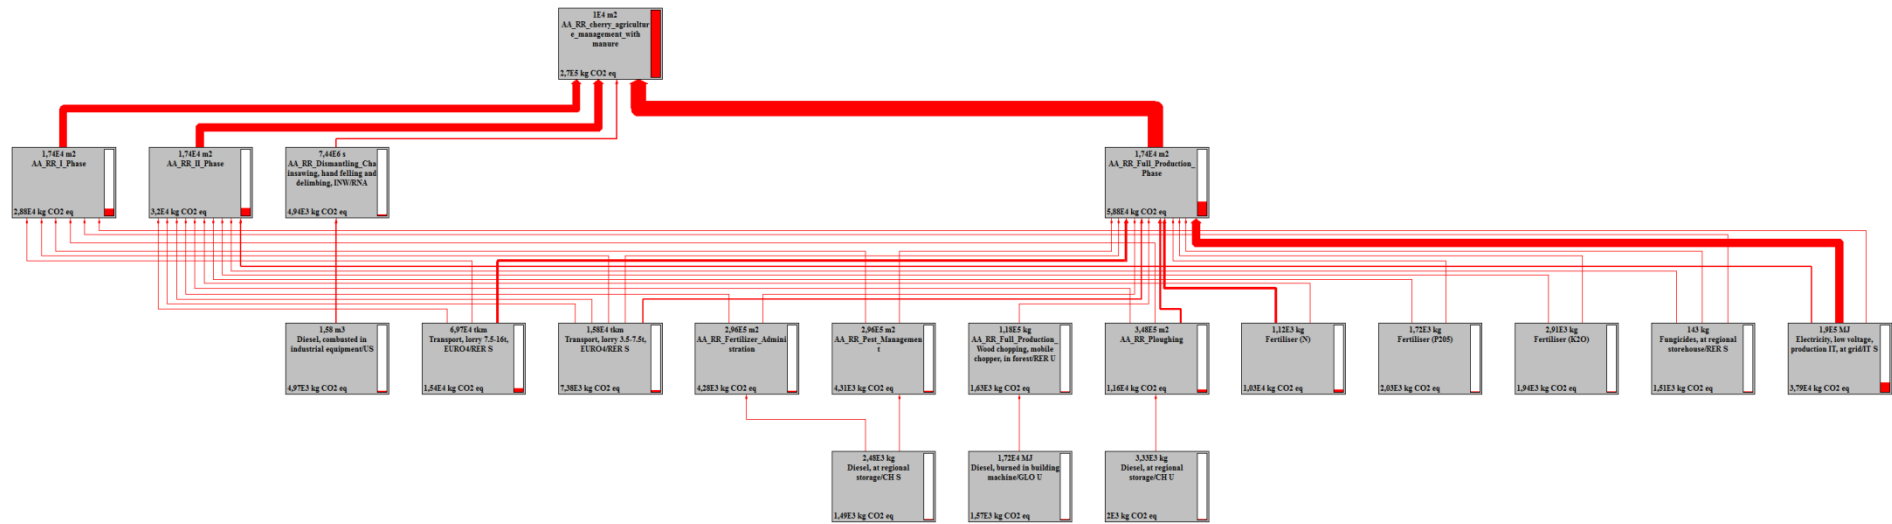 1E4 m2
AA_RR_cherry_agricultur
e_management_with
manure
2,7E5 kg CO2 eq
1,74E4 m2
AA_RR_I_Phase
2,88E4 kg CO2 eq
1,74E4 m2
AA_RR_II_Phase
3,2E4 kg CO2 eq
7,44E6 s
AA_RR_Dismantling_Cha
insawing, hand felling and
delimbing, INW/RNA
4,94E3 kg CO2 eq
1,74E4 m2
AA_RR_Full_Production_
Phase
5,88E4 kg CO2 eq
1,58 m3
Diesel, combusted in
industrial equipment/US
4,97E3 kg CO2 eq
6,97E4 tkm
Transport, lorry 7.5-16t,
EURO4/RER S
1,54E4 kg CO2 eq
1,58E4 tkm
Transport, lorry 3.5-7.5t,
EURO4/RER S
7,38E3 kg CO2 eq
2,96E5 m2
AA_RR_Fertilizer_Admini
stration
4,28E3 kg CO2 eq
2,96E5 m2
AA_RR_Pest_Managemen
t
4,31E3 kg CO2 eq
1,18E5 kg
AA_RR_Full_Production_
Wood chopping, mobile
chopper, in forest/RER U
1,63E3 kg CO2 eq
3,48E5 m2
AA_RR_Ploughing
1,16E4 kg CO2 eq
1,12E3 kg
Fertiliser (N)
1,03E4 kg CO2 eq
1,72E3 kg
Fertiliser (P205)
2,03E3 kg CO2 eq
2,91E3 kg
Fertiliser (K2O)
1,94E3 kg CO2 eq
143 kg
Fungicides, at regional
storehouse/RER S
1,51E3 kg CO2 eq
1,9E5 MJ
Electricity, low voltage,
production IT, at grid/IT S
3,79E4 kg CO2 eq
2,48E3 kg
Diesel, at regional
storage/CH S
1,49E3 kg CO2 eq
1,72E4 MJ
Diesel, burned in building
machine/GLO U
1,57E3 kg CO2 eq
3,33E3 kg
Diesel, at regional
storage/CH U
2E3 kg CO2 eq